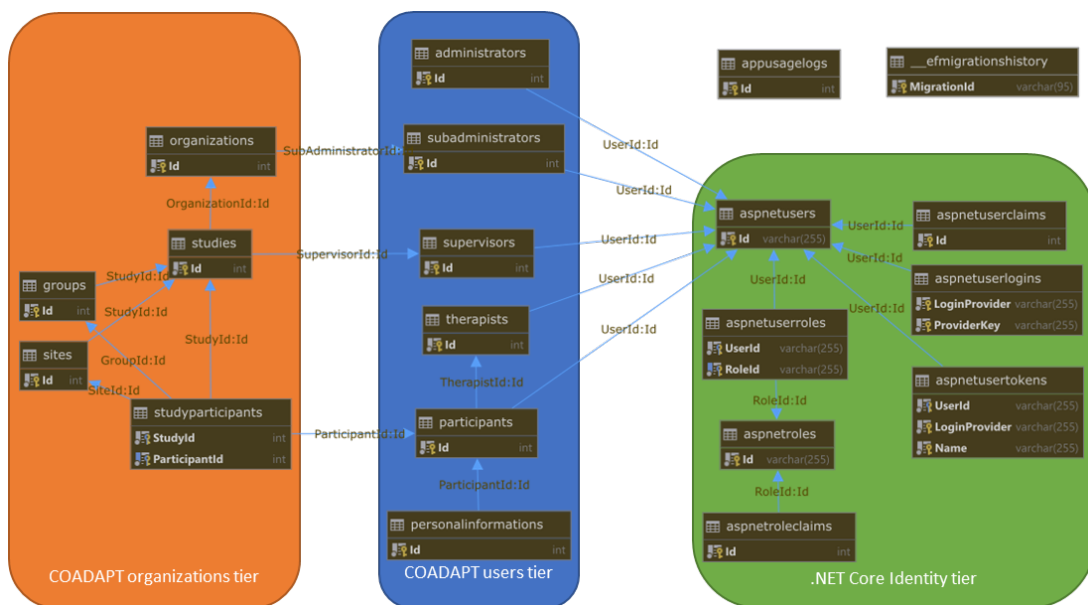 administrators
Id int
subadministrators
Id int
supervisors
Id int
therapists
Id int
participants
Id int
personalinformations
Id int
COADAPT users tier
organizations
Id int
studies
Id int
groups
Id int
sites
Id int
studyparticipants
StudyId int
ParticipantId int
COADAPT organizations tier
SubAdministratorId:
OrganizationId:Id
SupervisorId:Id
StudyId:Id
StudyId:Id
StudyId:Id
GroupId:Id
SiteId:Id
ParticipantId:Id
TherapistId:Id
ParticipantId:Id
UserId:Id
UserId:Id
UserId:Id
UserId:Id
UserId:Id
appusagelogs
Id int
__efmigrationshistory
MigrationId varchar(95)
aspnetusers
Id varchar(255)
aspnetuserclaims
Id int
UserId:Id
UserId:Id
UserId:Id
UserId:Id
aspnetuserlogins
LoginProvider varchar(255)
ProviderKey varchar(255)
aspnetuserroles
UserId varchar(255)
RoleId varchar(255)
aspnetusertokens
UserId varchar(255)
LoginProvider varchar(255)
Name varchar(255)
RoleId:Id
aspnetroles
Id varchar(255)
RoleId:Id
aspnetroleclaims
Id int
.NET Core Identity tier